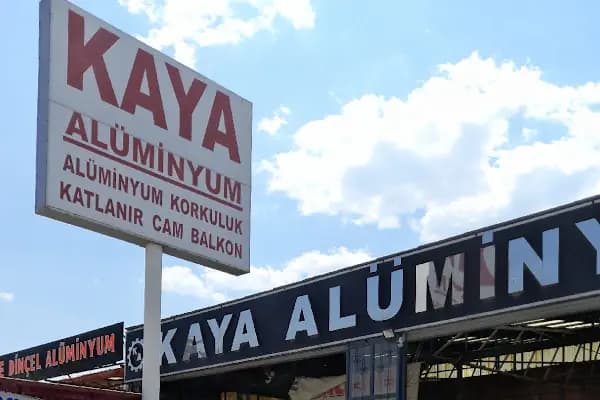 KAYA
ALÜMİNYUM
ALÜMİNYUM KORKULUK
KATLANIR CAM BALKON
KAYA ALÜMİNY
DİNÇEL ALÜMİNYUM